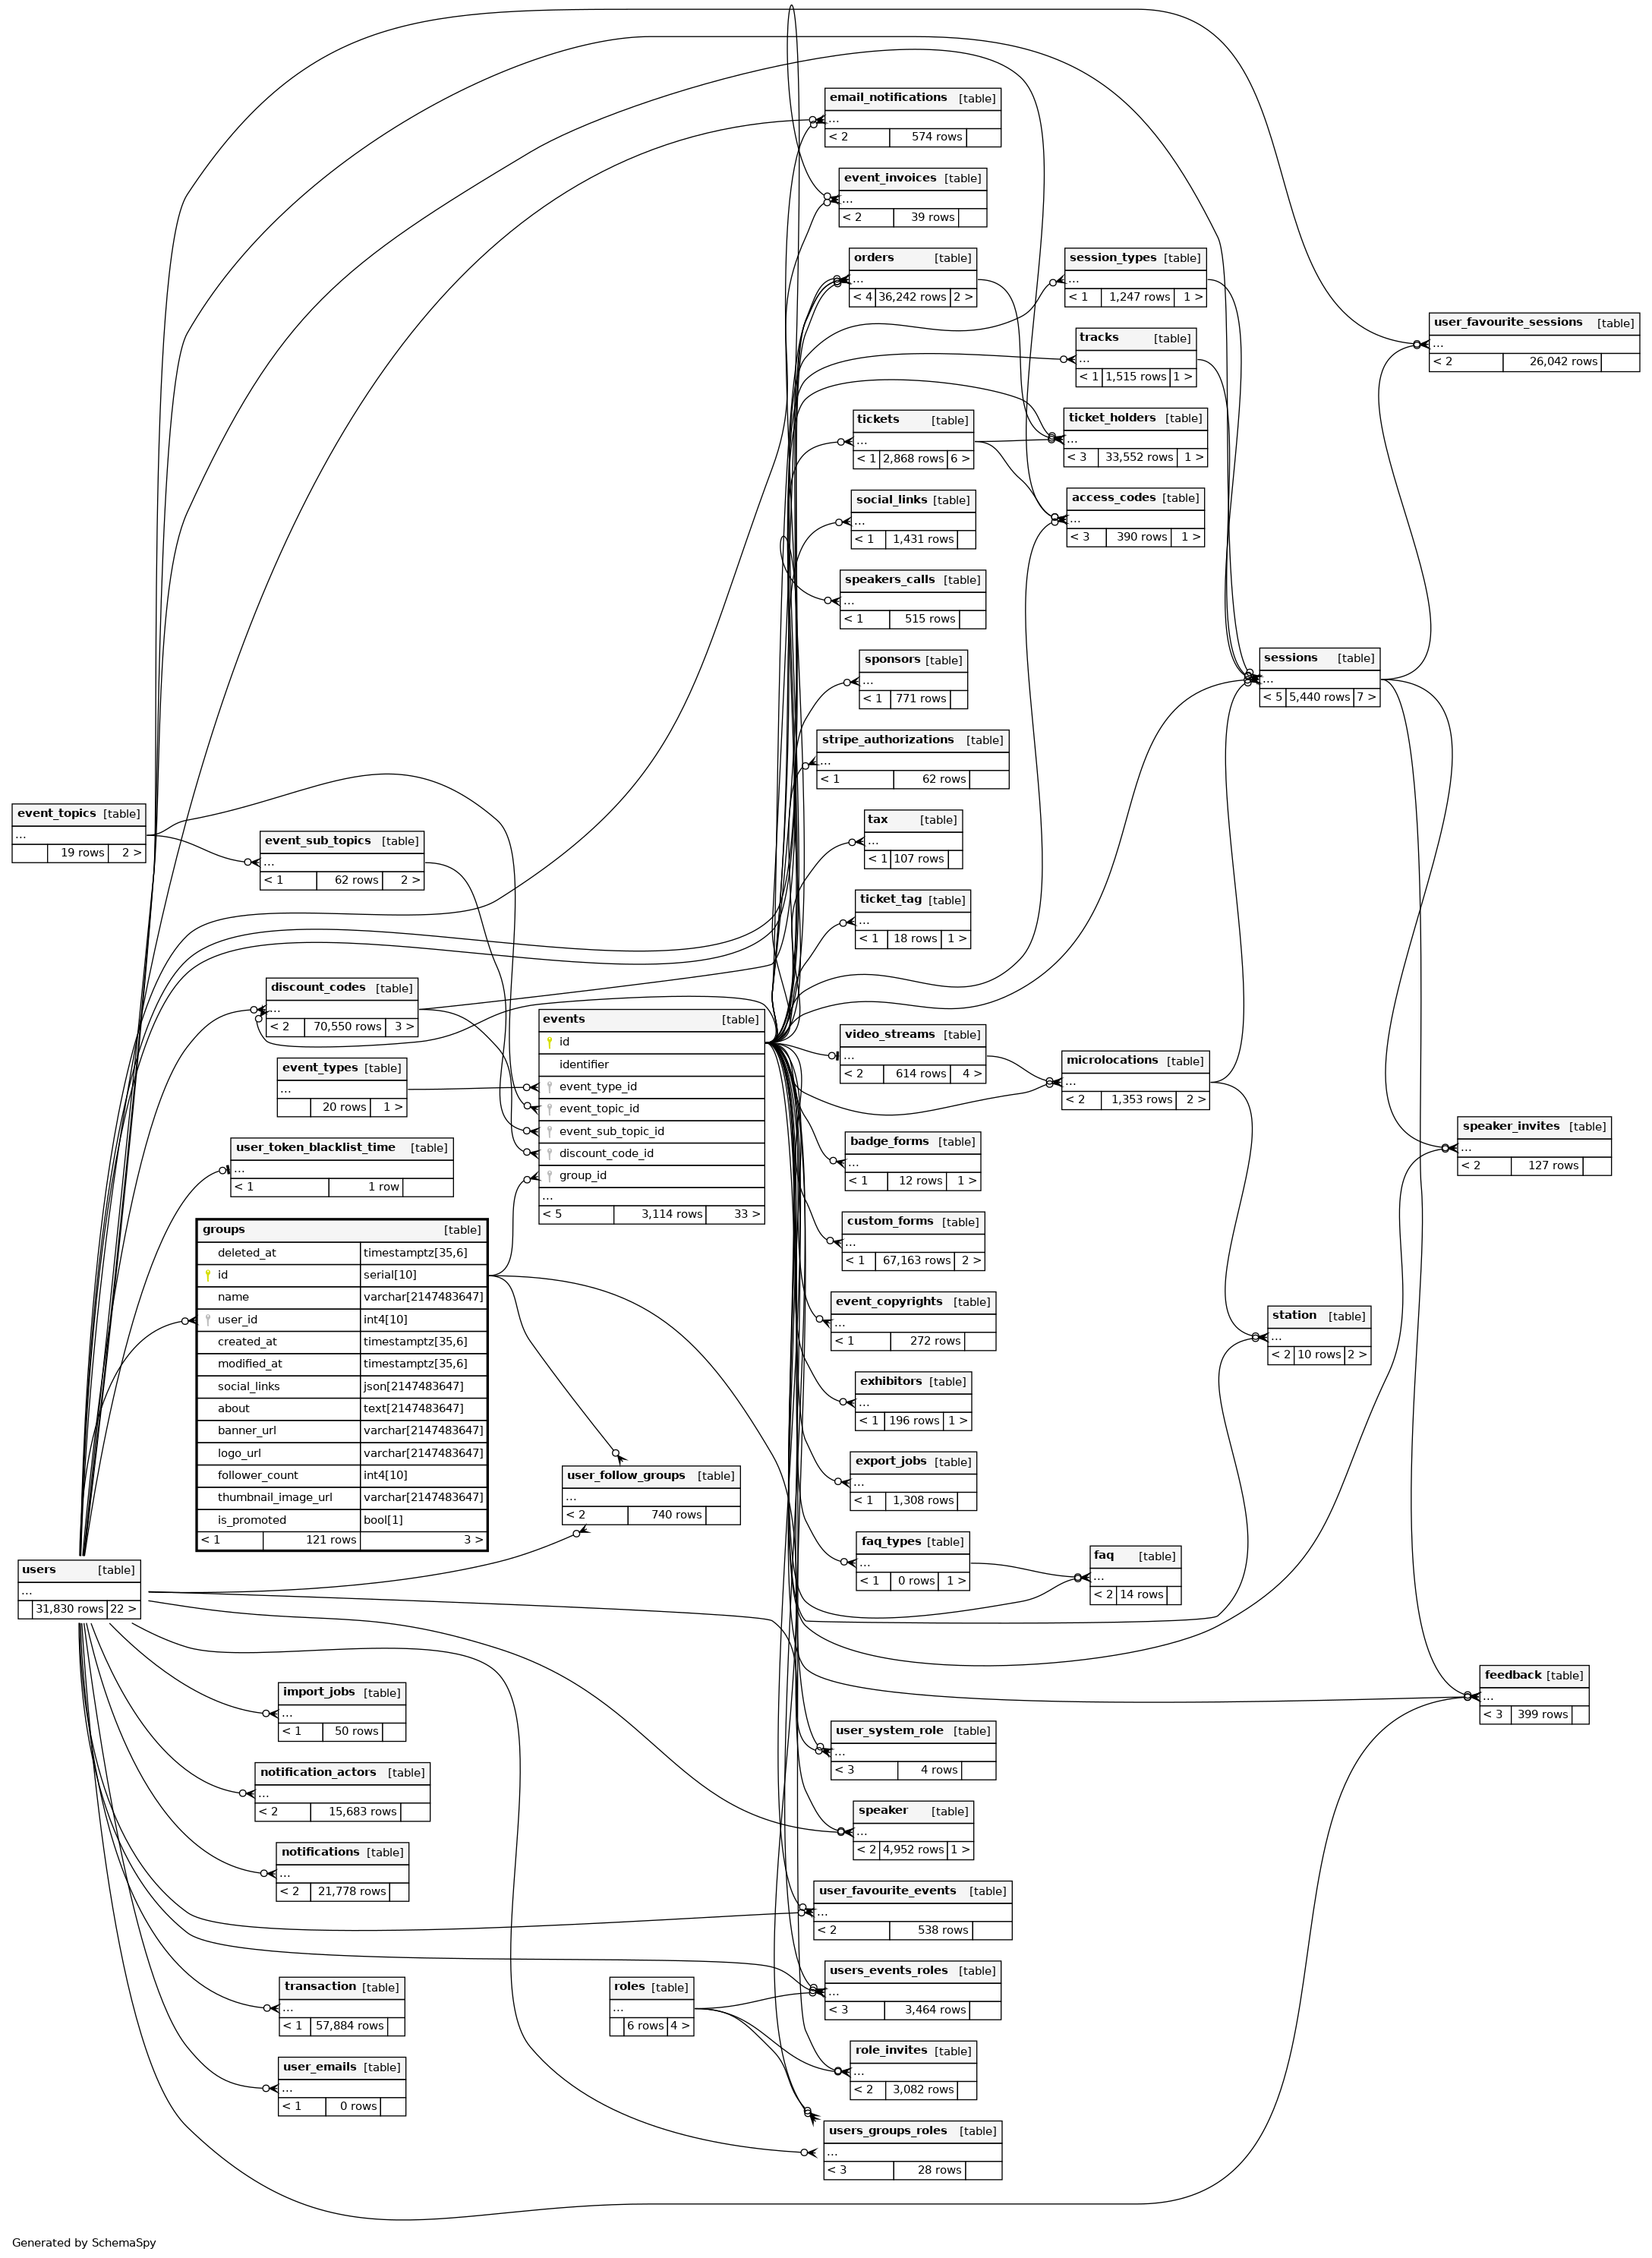 email_notifications [table]
...
< 2 574 rows
event_invoices [table]
...
< 2 39 rows
orders [table]
...
< 4 36,242 rows 2 >
session_types [table]
...
< 1 1,247 rows 1 >
user_favourite_sessions [table]
...
< 2 26,042 rows
tracks [table]
...
< 1 1,515 rows 1 >
tickets [table]
...
< 1 2,868 rows 6 >
ticket_holders [table]
...
< 3 33,552 rows 1 >
social_links [table]
...
< 1 1,431 rows
access_codes [table]
...
< 3 390 rows 1 >
speakers_calls [table]
...
< 1 515 rows
sponsors [table]
...
< 1 771 rows
sessions [table]
...
< 5 5,440 rows 7 >
stripe_authorizations [table]
...
< 1 62 rows
event_topics [table]
...
19 rows 2 >
event_sub_topics [table]
...
< 1 62 rows 2 >
tax [table]
...
< 1 107 rows
ticket_tag [table]
...
< 1 18 rows 1 >
discount_codes [table]
...
< 2 70,550 rows 3 >
events [table]
id
identifier
event_type_id
event_topic_id
event_sub_topic_id
discount_code_id
group_id
...
< 5 3,114 rows 33 >
video_streams [table]
...
< 2 614 rows 4 >
microlocations [table]
...
< 2 1,353 rows 2 >
event_types [table]
...
20 rows 1 >
user_token_blacklist_time [table]
...
< 1 1 row
badge_forms [table]
...
< 1 12 rows 1 >
speaker_invites [table]
...
< 2 127 rows
groups [table]
deleted_at timestamptz[35,6]
id serial[10]
name varchar[2147483647]
user_id int4[10]
created_at timestamptz[35,6]
modified_at timestamptz[35,6]
social_links json[2147483647]
about text[2147483647]
banner_url varchar[2147483647]
logo_url varchar[2147483647]
follower_count int4[10]
thumbnail_image_url varchar[2147483647]
is_promoted bool[1]
< 1 121 rows 3 >
custom_forms [table]
...
< 1 67,163 rows 2 >
event_copyrights [table]
...
< 1 272 rows
station [table]
...
< 2 10 rows 2 >
exhibitors [table]
...
< 1 196 rows 1 >
export_jobs [table]
...
< 1 1,308 rows
user_follow_groups [table]
...
< 2 740 rows
faq_types [table]
...
< 1 0 rows 1 >
faq [table]
...
< 2 14 rows
users [table]
...
31,830 rows 22 >
feedback [table]
...
< 3 399 rows
import_jobs [table]
...
< 1 50 rows
user_system_role [table]
...
< 3 4 rows
notification_actors [table]
...
< 2 15,683 rows
speaker [table]
...
< 2 4,952 rows 1 >
notifications [table]
...
< 2 21,778 rows
user_favourite_events [table]
...
< 2 538 rows
users_events_roles [table]
...
< 3 3,464 rows
transaction [table]
...
< 1 57,884 rows
roles [table]
...
6 rows 4 >
role_invites [table]
...
< 2 3,082 rows
user_emails [table]
...
< 1 0 rows
users_groups_roles [table]
...
< 3 28 rows
Generated by SchemaSpy